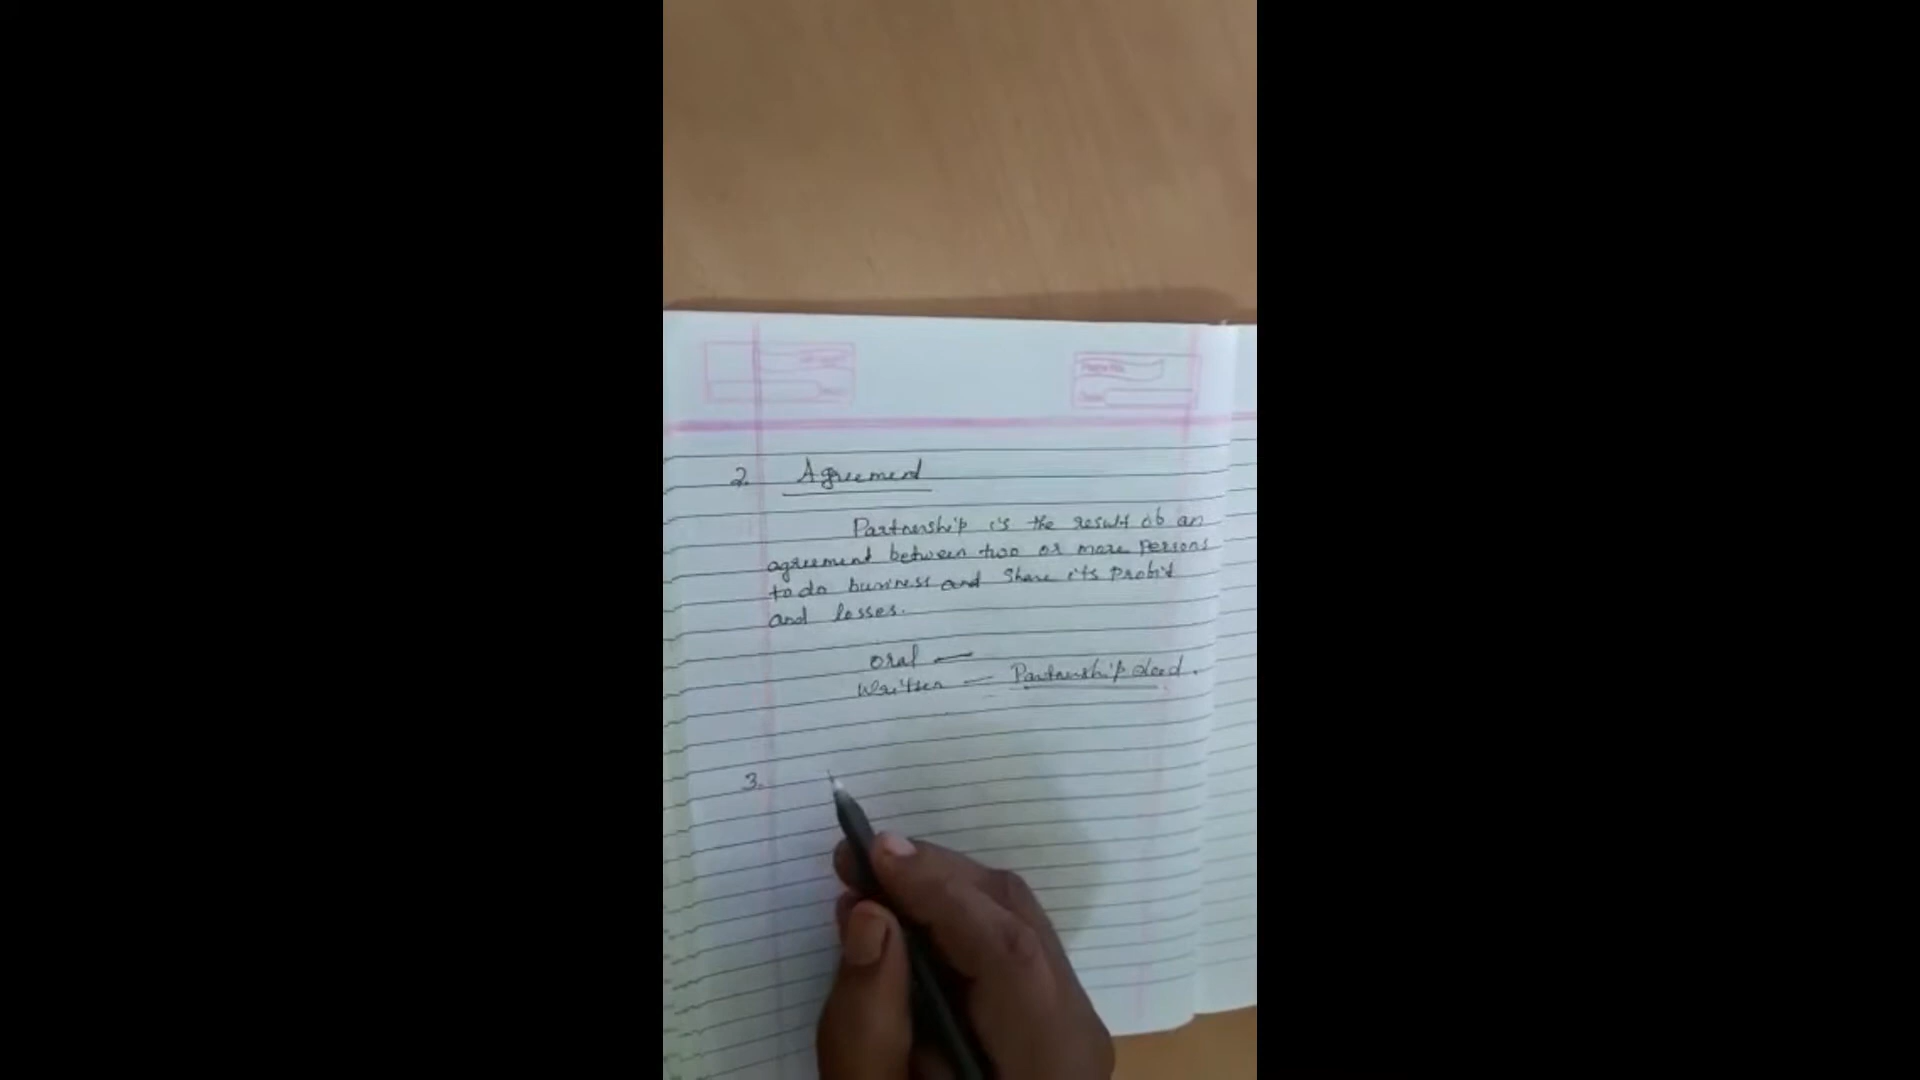 2. Agreement
Partnership is the result of an
agreement between two or more Persons
to do business and Share its Profit
and losses.
Oral —
Written — Partnership deed.
3.